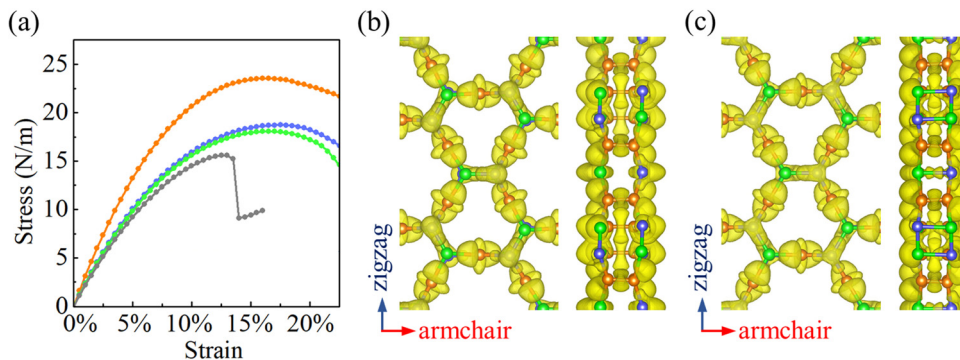 (a)
Stress (N/m)
25
20
15
10
5
0
0% 5% 10% 15% 20%
Strain
(b)
zigzag
armchair
(c)
zigzag
armchair